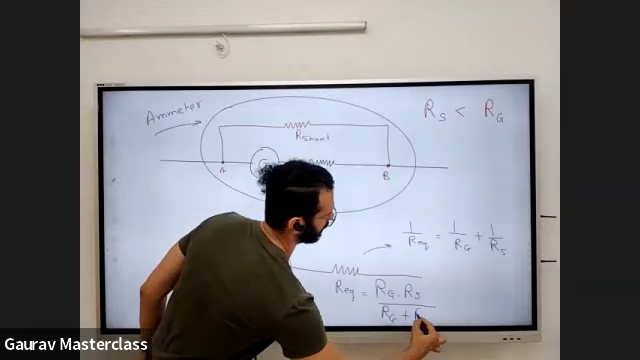 Ammeter
R_S < R_G
R_shunt
G
A
B
1/R_eq = 1/R_G + 1/R_S
R_eq = R_G . R_S
R_G +
Gaurav Masterclass